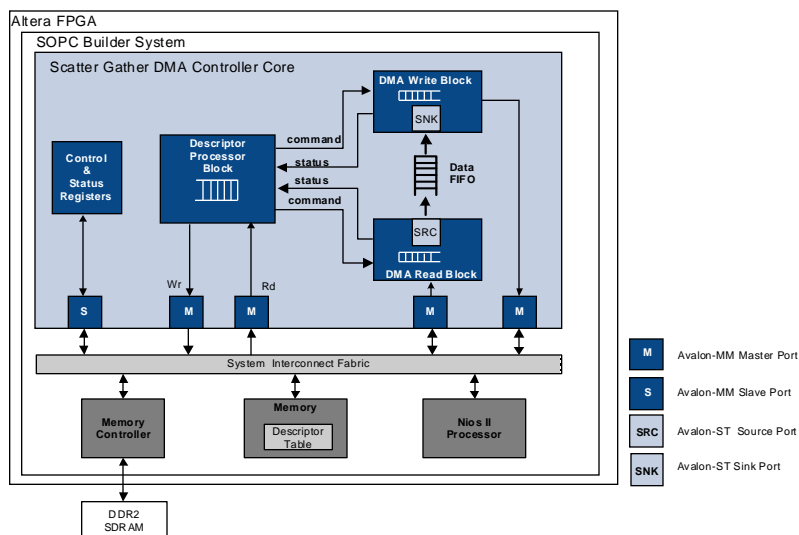 Altera FPGA
SOPC Builder System
Scatter Gather DMA Controller Core
DMA Write Block
SNK
command
Control
&
Status
Registers
Descriptor
Processor
Block
status
Data
FIFO
status
command
SRC
DMA Read Block
Wr
Rd
S
M
M
M
M
System Interconnect Fabric
Memory
Controller
Memory
Descriptor
Table
Nios II
Processor
DDR2
SDRAM
M Avalon-MM Master Port
S Avalon-MM Slave Port
SRC Avalon-ST Source Port
SNK Avalon-ST Sink Port